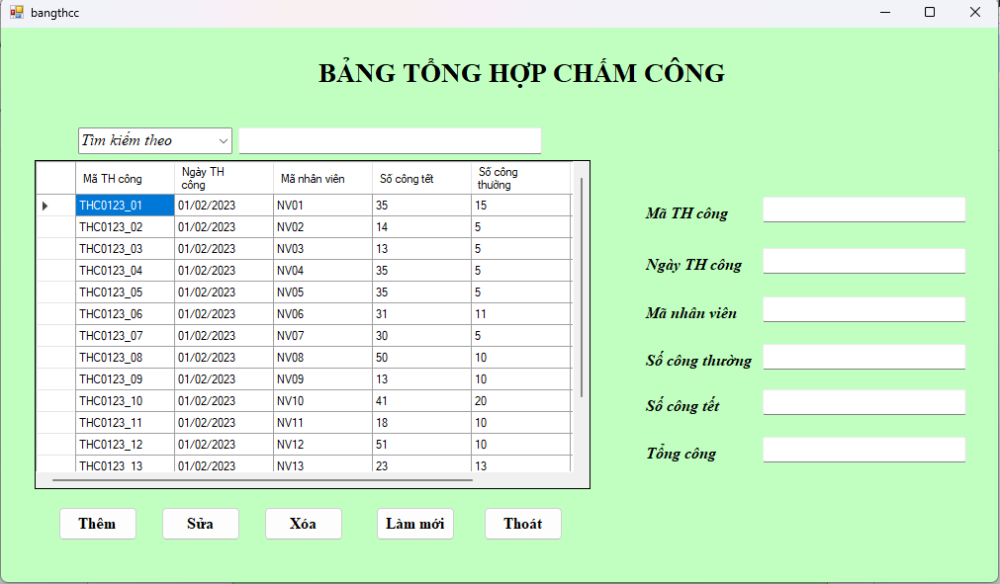 bangthcc
BẢNG TỔNG HỢP CHẤM CÔNG
Tìm kiếm theo
Mã TH công Ngày TH công Mã nhân viên Số công tết Số công thường
THC0123_01 01/02/2023 NV01 35 15
THC0123_02 01/02/2023 NV02 14 5
THC0123_03 01/02/2023 NV03 13 5
THC0123_04 01/02/2023 NV04 35 5
THC0123_05 01/02/2023 NV05 35 5
THC0123_06 01/02/2023 NV06 31 11
THC0123_07 01/02/2023 NV07 30 5
THC0123_08 01/02/2023 NV08 50 10
THC0123_09 01/02/2023 NV09 13 10
THC0123_10 01/02/2023 NV10 41 20
THC0123_11 01/02/2023 NV11 18 10
THC0123_12 01/02/2023 NV12 51 10
THC0123_13 01/02/2023 NV13 23 13
Mã TH công
Ngày TH công
Mã nhân viên
Số công thường
Số công tết
Tổng công
Thêm Sửa Xóa Làm mới Thoát